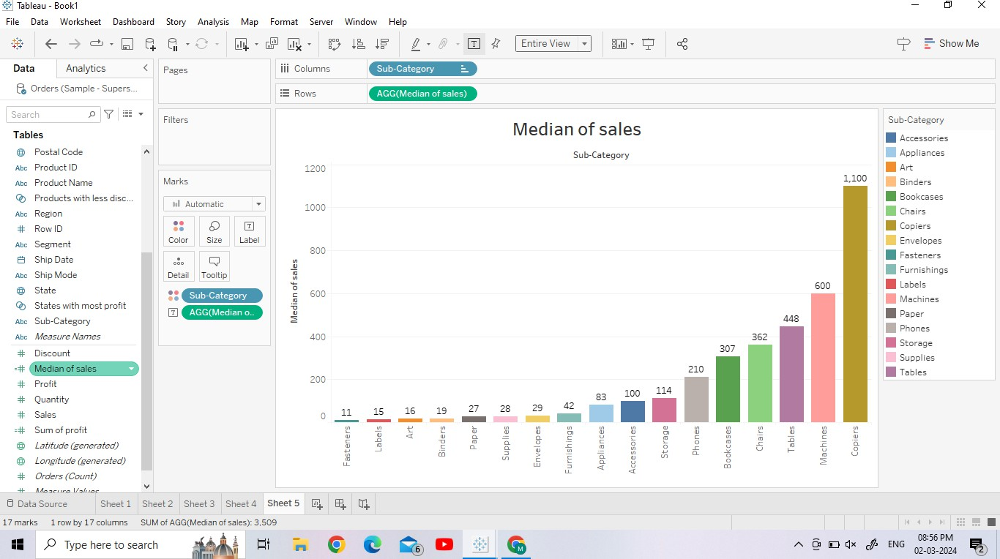 Tableau - Book1
File Data Worksheet Dashboard Story Analysis Map Format Server Window Help
Entire View
Show Me
Data Analytics
Orders (Sample - Supers...
Search
Tables
Postal Code
Abc Product ID
Abc Product Name
Products with less disc...
Abc Region
Row ID
Abc Segment
Ship Date
Abc Ship Mode
State
States with most profit
Abc Sub-Category
Abc Measure Names
Discount
Median of sales
Profit
Quantity
Sales
Sum of profit
Latitude (generated)
Longitude (generated)
Orders (Count)
Measure Values
Pages
Filters
Marks
Automatic
Color Size Label
Detail Tooltip
Sub-Category
AGG(Median o..
Columns Sub-Category
Rows AGG(Median of sales)
Median of sales
Sub-Category
Median of sales
1200
1000
800
600
400
200
0
11 15 16 19 27 28 29 42 83 100 114 210 307 362 448 600 1,100
Fasteners
Labels
Art
Binders
Paper
Supplies
Envelopes
Furnishings
Appliances
Accessories
Storage
Phones
Bookcases
Chairs
Tables
Machines
Copiers
Sub-Category
Accessories
Appliances
Art
Binders
Bookcases
Chairs
Copiers
Envelopes
Fasteners
Furnishings
Labels
Machines
Paper
Phones
Storage
Supplies
Tables
Data Source Sheet 1 Sheet 2 Sheet 3 Sheet 4 Sheet 5
17 marks 1 row by 17 columns SUM of AGG(Median of sales): 3,509
Type here to search
6
M
ENG
08:56 PM
02-03-2024
2